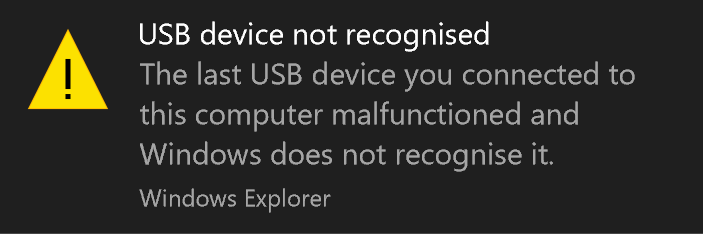 USB device not recognised
The last USB device you connected to
this computer malfunctioned and
Windows does not recognise it.
Windows Explorer